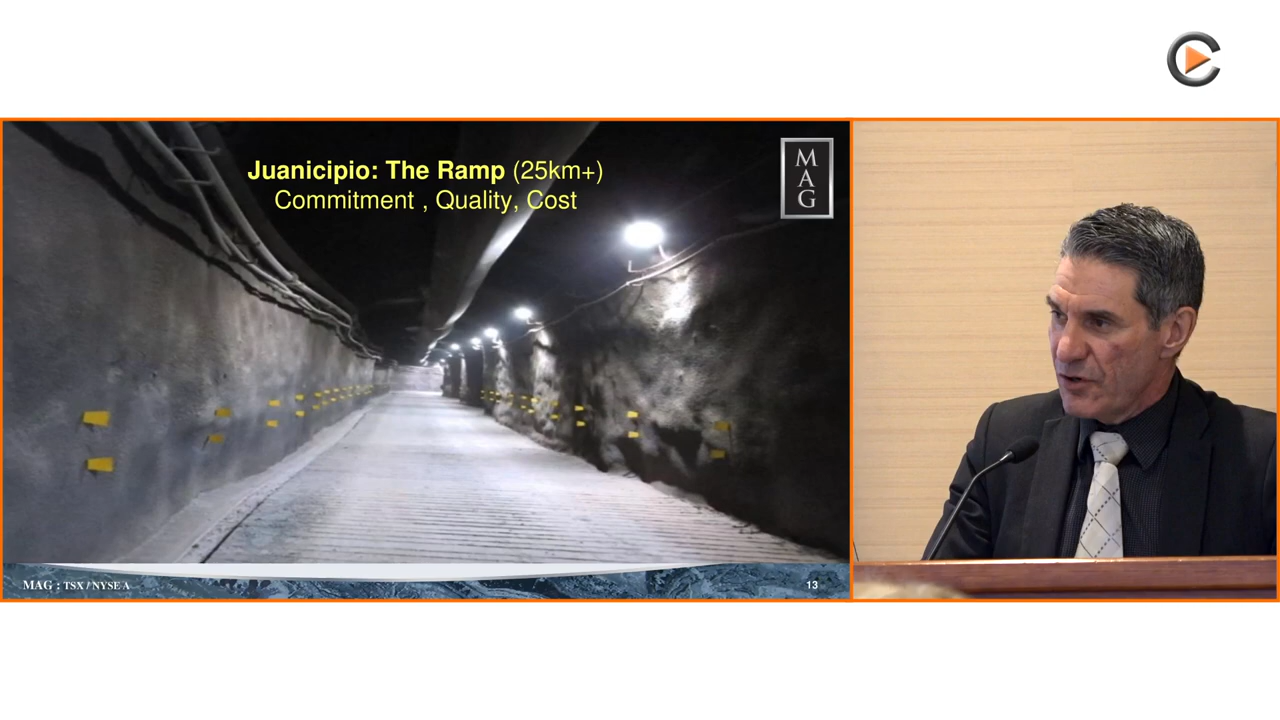 Juanicipio: The Ramp (25km+)
Commitment , Quality, Cost
M
A
G
MAG : TSX / NYSE A
13